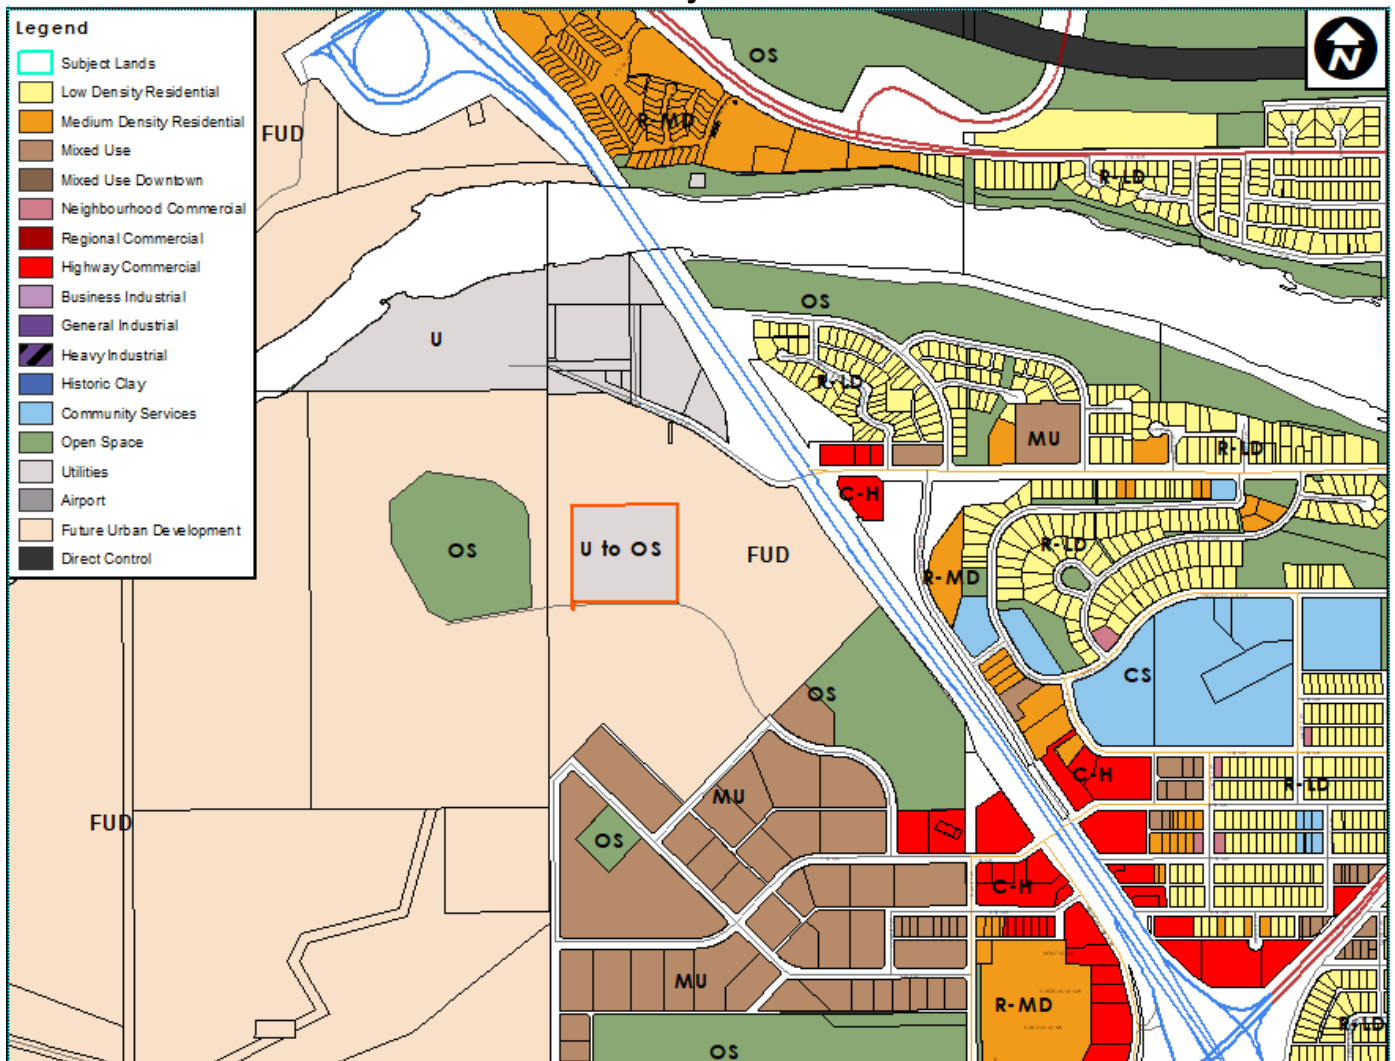 Legend
Subject Lands
Low Density Residential
Medium Density Residential
Mixed Use
Mixed Use Downtown
Neighbourhood Commercial
Regional Commercial
Highway Commercial
Business Industrial
General Industrial
Heavy Industrial
Historic Clay
Community Services
Open Space
Utilities
Airport
Future Urban Development
Direct Control
N
OS
FUD
R-MD
R-LD
OS
U
R-LD
MU
R-LD
C-H
OS
U to OS
FUD
R-LD
R-MD
CS
OS
C-H
R-LD
MU
FUD
OS
C-H
MU
R-MD
R-LD
OS